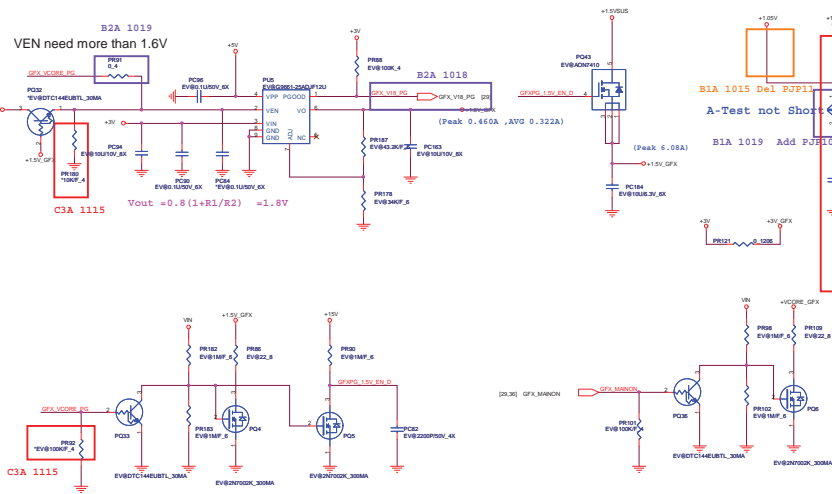 B2A 1019
VEN need more than 1.6V
PR91
0_4
GFX_VCORE_PG
PQ32
*EV@DTC144EUBTL_30MA
+1.5V_GFX
PR180
*10K/F_4
C3A 1115
+5V
PC96
EV@0.1U/50V_6X
+3V
PC94
EV@10U/10V_8X
PC90
EV@0.1U/50V_6X
PC84
*EV@0.1U/50V_6X
PU5
EV@G9661-25ADJF12U
VPP
PGOOD
VEN
VO
VIN
GND
GND
NC
ADJ
Vout =0.8(1+R1/R2) =1.8V
+3V
PR88
EV@100K_4
B2A 1018
GFX_V18_PG
GFX_V18_PG [29]
+1.8V_GFX
(Peak 0.460A ,AVG 0.322A)
PR187
EV@43.2K/F_6
PC163
EV@10U/10V_8X
PR178
EV@34K/F_6
+1.5VSUS
PQ43
EV@AON7410
GFXPG_1.5V_EN_D
(Peak 6.08A)
+1.5V_GFX
PC184
EV@10U/6.3V_6X
+1.05V
B1A 1015 Del PJP11
A-Test not Short
B1A 1019 Add PJP10
+3V
+3V_GFX
PR121
0_1206
VIN
PR182
EV@1M/F_6
+1.5V_GFX
PR86
EV@22_8
+15V
PR90
EV@1M/F_6
GFXPG_1.5V_EN_D
GFX_VCORE_PG
PR92
*EV@100K/F_4
C3A 1115
PQ33
EV@DTC144EUBTL_30MA
PR183
EV@1M/F_6
PQ4
EV@2N7002K_300MA
PQ5
EV@2N7002K_300MA
PC82
EV@2200P/50V_4X
[29,36] GFX_MAINON
GFX_MAINON
PR101
EV@100K/F_4
PQ36
EV@DTC144EUBTL_30MA
VIN
PR98
EV@1M/F_6
PR102
EV@1M/F_6
+VCORE_GFX
PR109
EV@22_8
PQ6
EV@2N7002K_300MA